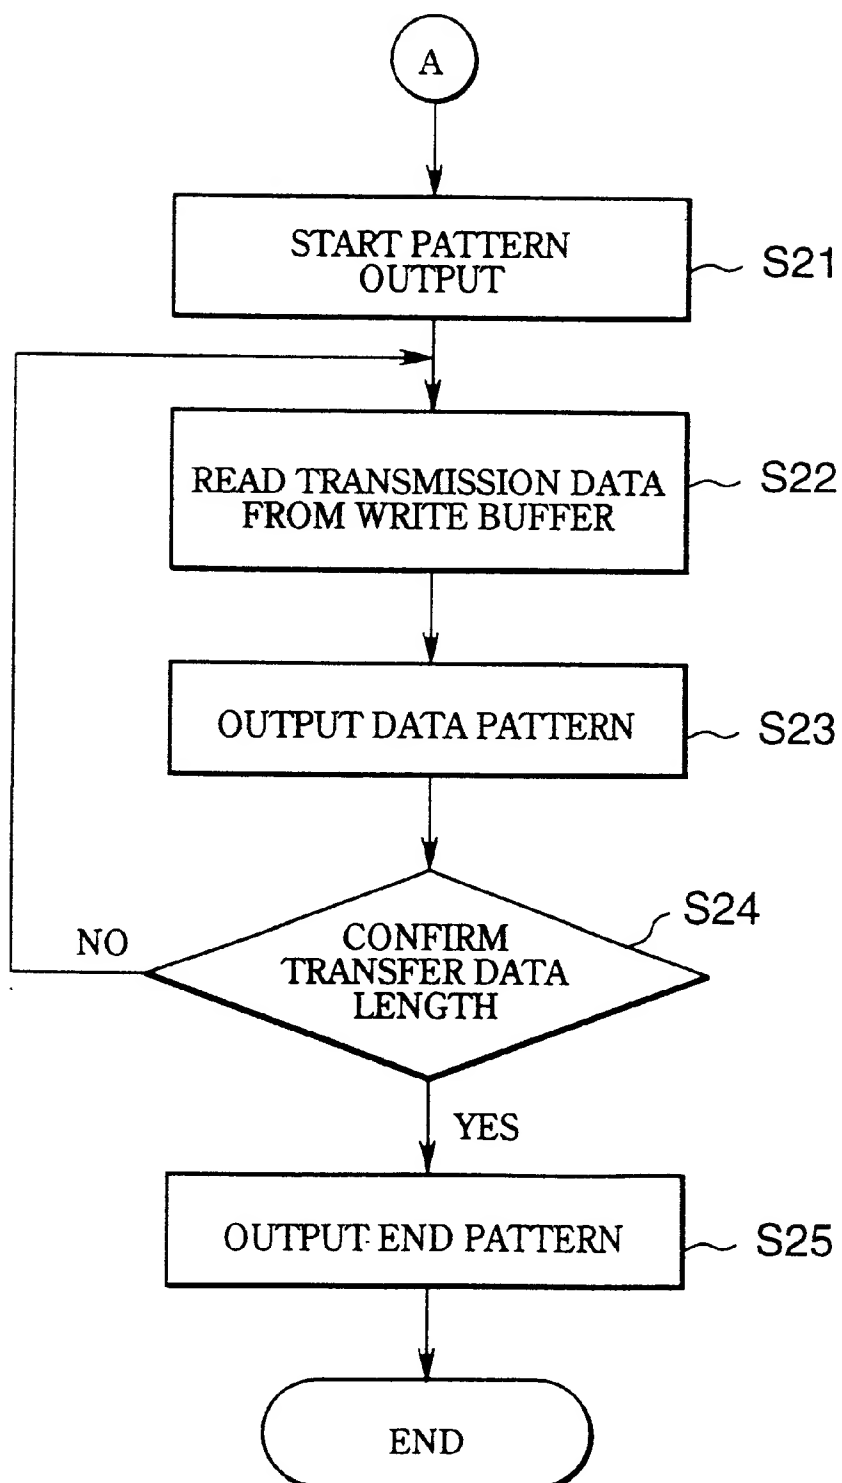 A
START PATTERN
OUTPUT
S21
READ TRANSMISSION DATA
FROM WRITE BUFFER
S22
OUTPUT DATA PATTERN
S23
S24
CONFIRM
TRANSFER DATA
LENGTH
NO
YES
OUTPUT END PATTERN
S25
END